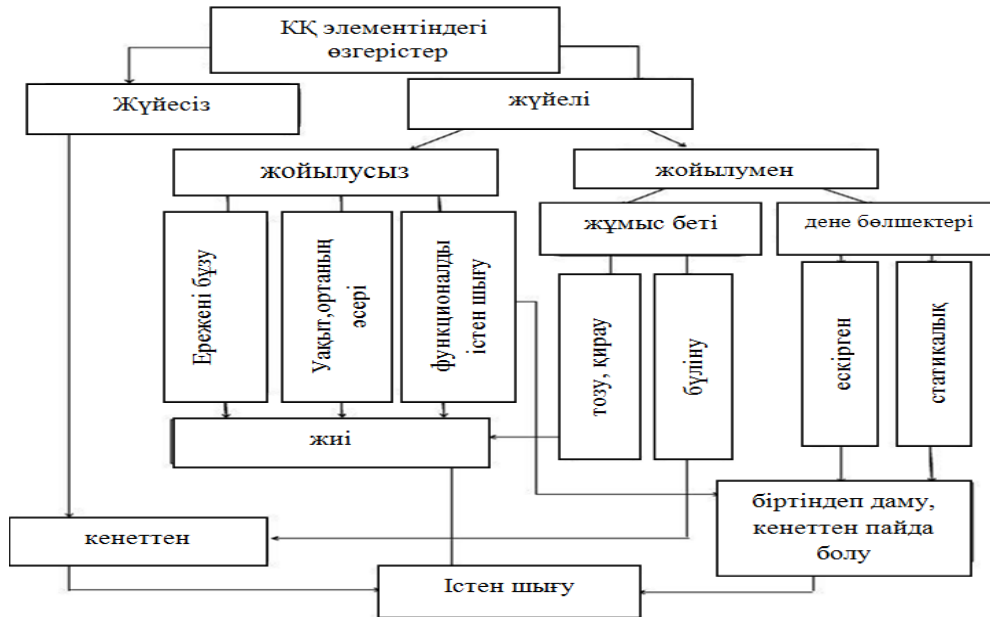 КҚ элементіндегі
өзгерістер
Жүйесіз
жүйелі
жойылусыз
жойылумен
жұмыс беті
дене бөлшектері
Ережені бұзу
Уақыт,ортаның
әсері
функционалды
істен шығу
тозу, қирау
бүліну
ескірген
статикалық
жиі
біртіндеп даму,
кенеттен пайда
болу
кенеттен
Істен шығу